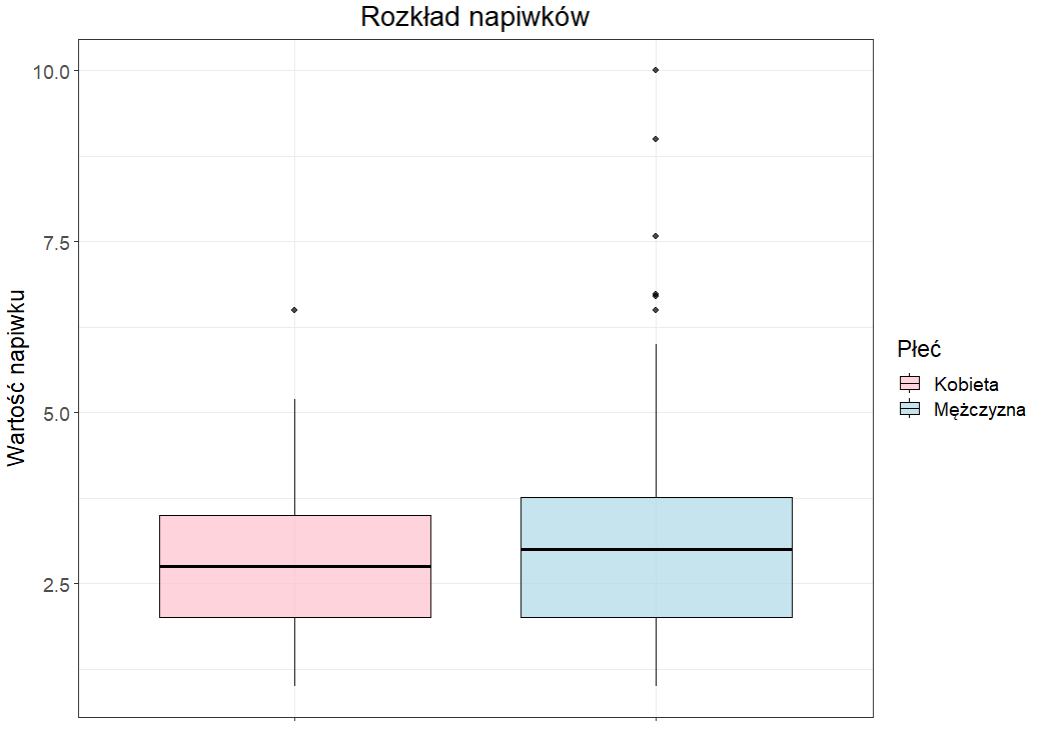 Rozkład napiwków
Wartość napiwku
10.0
7.5
5.0
2.5
Płeć
Kobieta
Mężczyzna